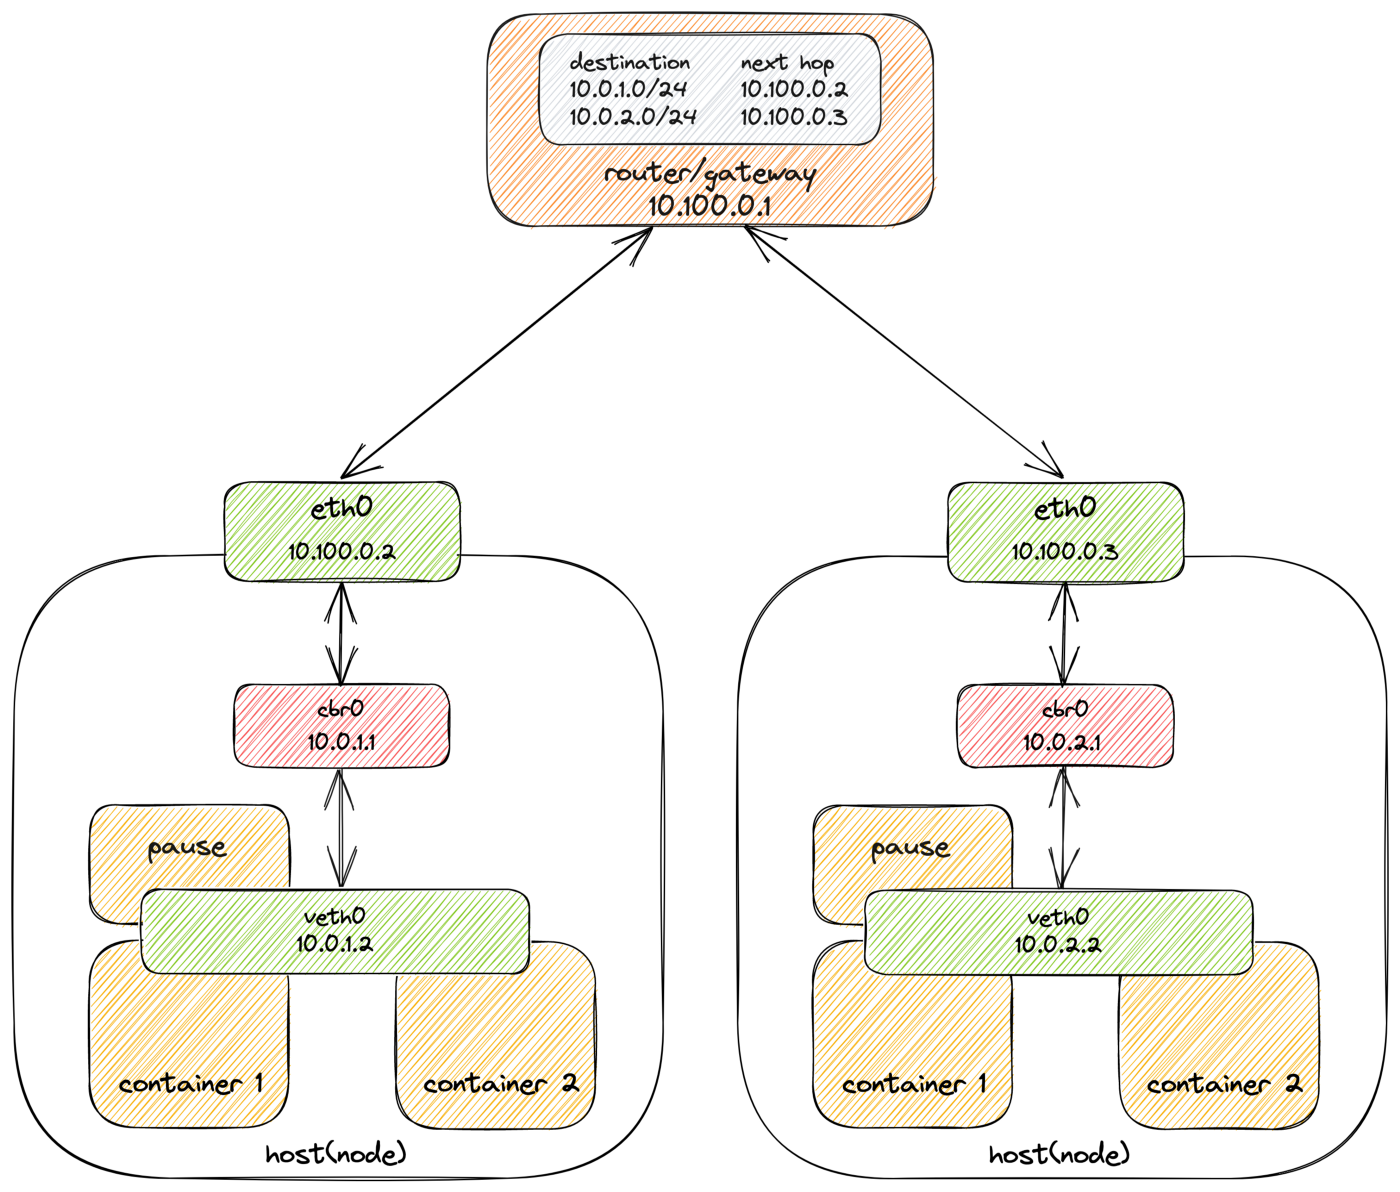 destination next hop
10.0.1.0/24 10.100.0.2
10.0.2.0/24 10.100.0.3
router/gateway
10.100.0.1
eth0
10.100.0.2
cbr0
10.0.1.1
pause
veth0
10.0.1.2
container 1
container 2
host(node)
eth0
10.100.0.3
cbr0
10.0.2.1
pause
veth0
10.0.2.2
container 1
container 2
host(node)